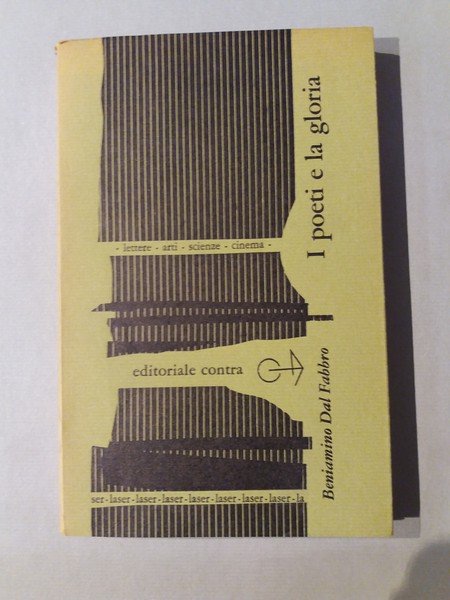 - lettere - arti - scienze - cinema -
editoriale contra
ser-laser-laser-laser-laser-laser-laser-laser-la
I poeti e la gloria
Beniamino Dal Fabbro